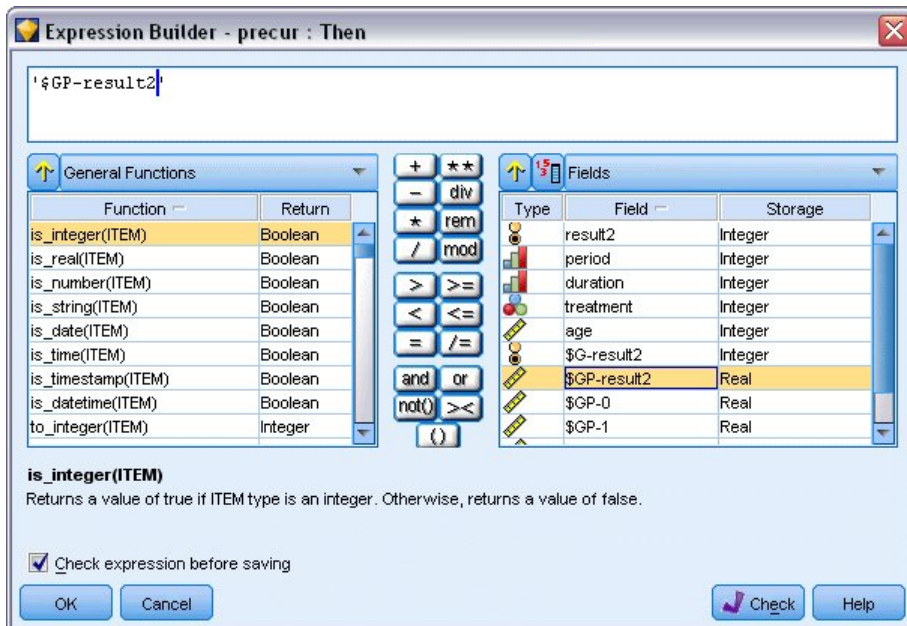 Expression Builder - precur : Then
'$GP-result2'
General Functions
Function Return
is_integer(ITEM) Boolean
is_real(ITEM) Boolean
is_number(ITEM) Boolean
is_string(ITEM) Boolean
is_date(ITEM) Boolean
is_time(ITEM) Boolean
is_timestamp(ITEM) Boolean
is_datetime(ITEM) Boolean
to_integer(ITEM) Integer
+ **
- div
* rem
/ mod
> >=
< <=
= /=
and or
not() ><
()
Fields
Type Field Storage
result2 Integer
period Integer
duration Integer
treatment Integer
age Integer
$G-result2 Integer
$GP-result2 Real
$GP-0 Real
$GP-1 Real
is_integer(ITEM)
Returns a value of true if ITEM type is an integer. Otherwise, returns a value of false.
Check expression before saving
OK Cancel Check Help